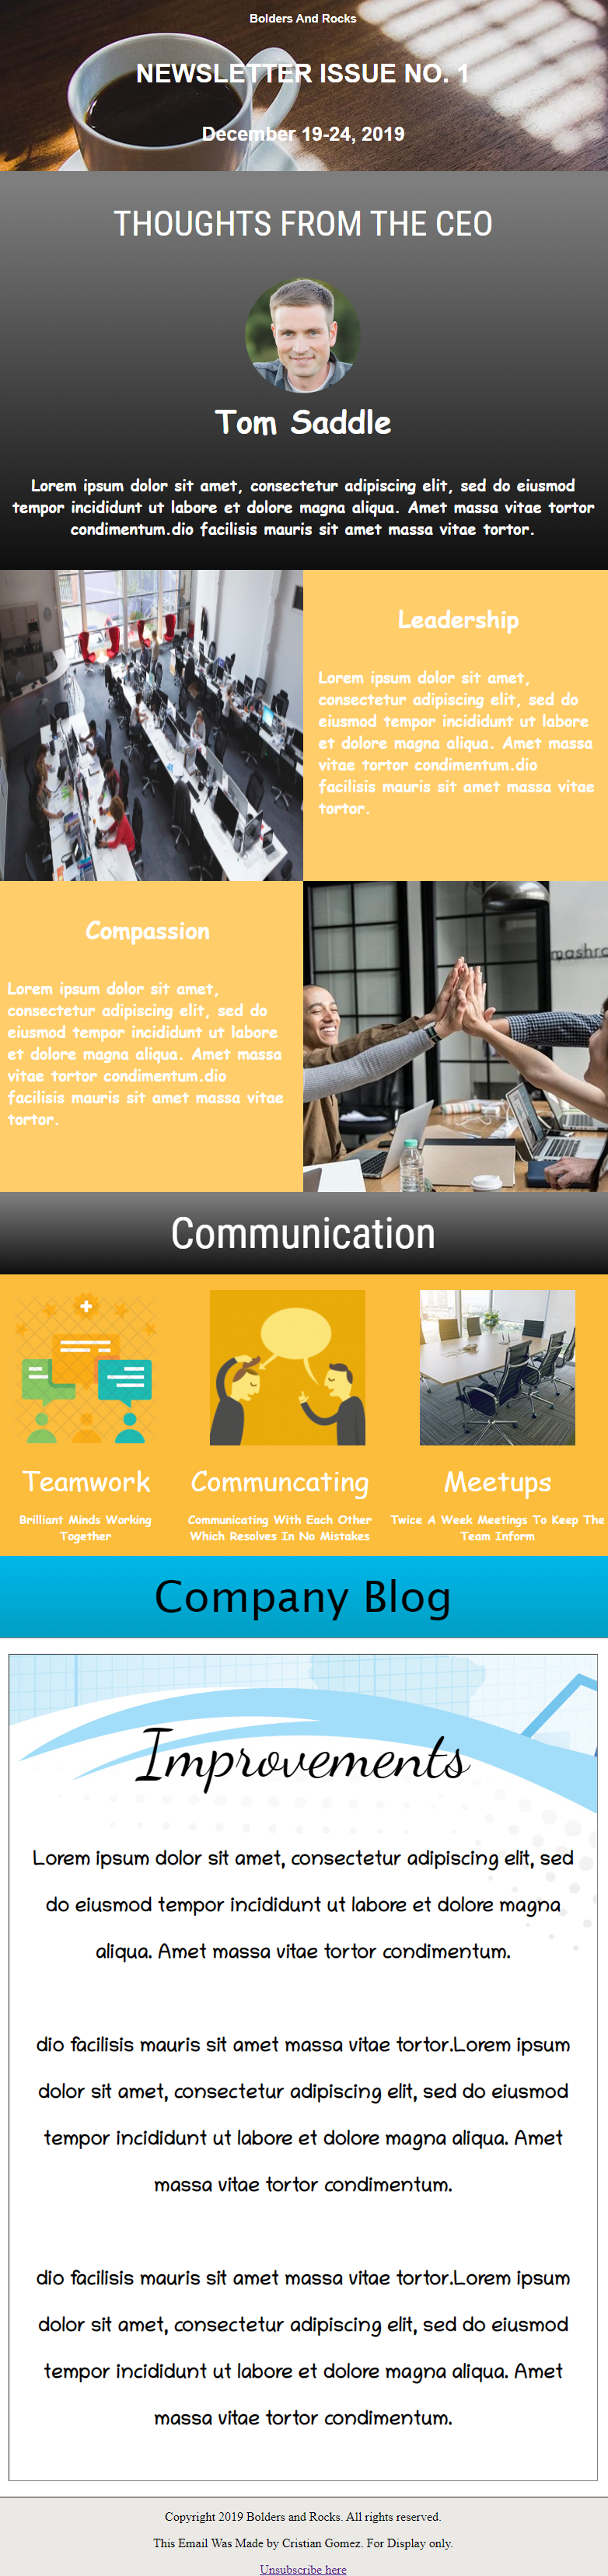 Bolders And Rocks
NEWSLETTER ISSUE NO. 1
December 19-24, 2019
THOUGHTS FROM THE CEO
Tom Saddle
Lorem ipsum dolor sit amet, consectetur adipiscing elit, sed do eiusmod
tempor incididunt ut labore et dolore magna aliqua. Amet massa vitae tortor
condimentum.dio facilisis mauris sit amet massa vitae tortor.
Leadership
Lorem ipsum dolor sit amet,
consectetur adipiscing elit, sed do
eiusmod tempor incididunt ut labore
et dolore magna aliqua. Amet massa
vitae tortor condimentum.dio
facilisis mauris sit amet massa vitae
tortor.
Compassion
Lorem ipsum dolor sit amet,
consectetur adipiscing elit, sed do
eiusmod tempor incididunt ut labore
et dolore magna aliqua. Amet massa
vitae tortor condimentum.dio
facilisis mauris sit amet massa vitae
tortor.
Communication
Teamwork
Brilliant Minds Working
Together
Communcating
Communicating With Each Other
Which Resolves In No Mistakes
Meetups
Twice A Week Meetings To Keep The
Team Inform
Company Blog
Improvements
Lorem ipsum dolor sit amet, consectetur adipiscing elit, sed
do eiusmod tempor incididunt ut labore et dolore magna
aliqua. Amet massa vitae tortor condimentum.
dio facilisis mauris sit amet massa vitae tortor.Lorem ipsum
dolor sit amet, consectetur adipiscing elit, sed do eiusmod
tempor incididunt ut labore et dolore magna aliqua. Amet
massa vitae tortor condimentum.
dio facilisis mauris sit amet massa vitae tortor.Lorem ipsum
dolor sit amet, consectetur adipiscing elit, sed do eiusmod
tempor incididunt ut labore et dolore magna aliqua. Amet
massa vitae tortor condimentum.
Copyright 2019 Bolders and Rocks. All rights reserved.
This Email Was Made by Cristian Gomez. For Display only.
Unsubscribe here